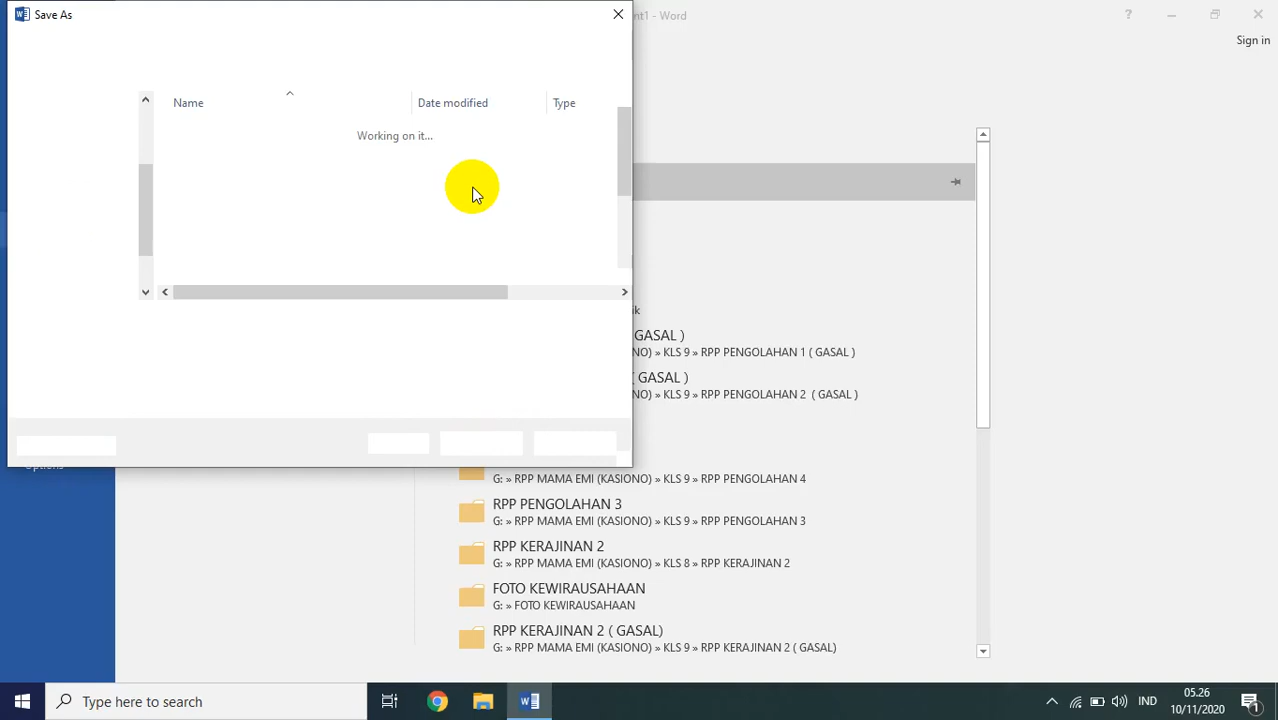 Save As
nt1 - Word
Sign in
Name
Date modified
Type
Working on it...
ik
GASAL )
NO) » KLS 9 » RPP PENGOLAHAN 1 ( GASAL )
( GASAL )
NO) » KLS 9 » RPP PENGOLAHAN 2 ( GASAL )
Options
G: » RPP MAMA EMI (KASIONO) » KLS 9 » RPP PENGOLAHAN 4
RPP PENGOLAHAN 3
G: » RPP MAMA EMI (KASIONO) » KLS 9 » RPP PENGOLAHAN 3
RPP KERAJINAN 2
G: » RPP MAMA EMI (KASIONO) » KLS 8 » RPP KERAJINAN 2
FOTO KEWIRAUSAHAAN
G: » FOTO KEWIRAUSAHAAN
RPP KERAJINAN 2 ( GASAL)
G: » RPP MAMA EMI (KASIONO) » KLS 9 » RPP KERAJINAN 2 ( GASAL)
Type here to search
IND
05.26
10/11/2020
1